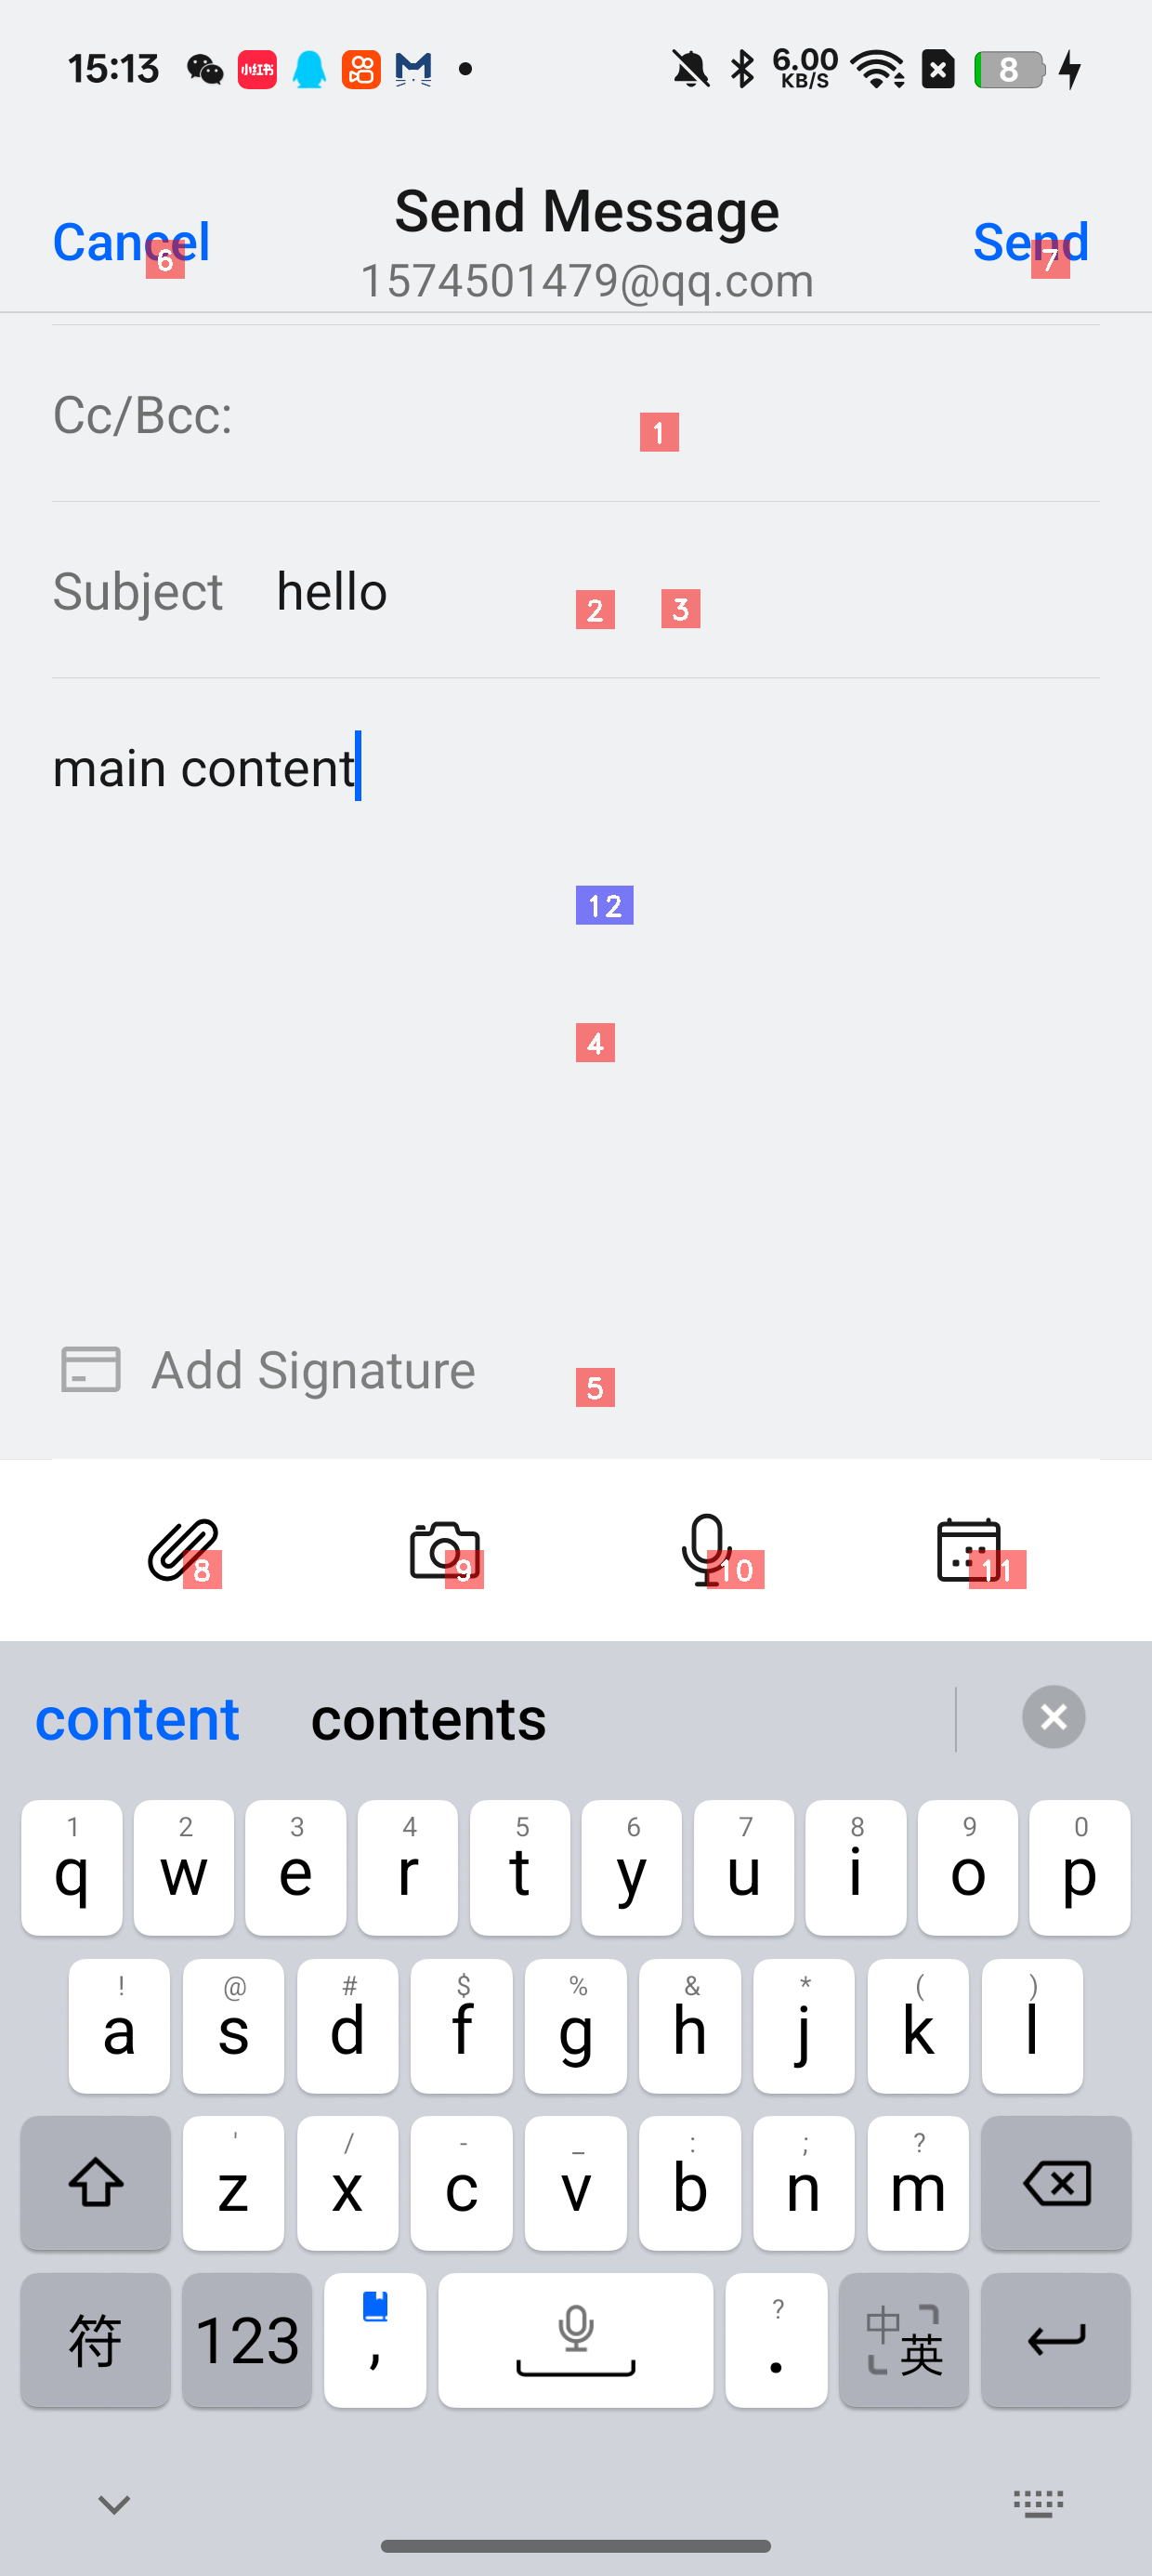 15:13 小红书 6.00 KB/S 8
Cancel Send Message Send
6 7
1574501479@qq.com
Cc/Bcc:
1
Subject hello
2 3
main content
12
4
Add Signature
5
8 9 10 11
content contents
1 2 3 4 5 6 7 8 9 0
q w e r t y u i o p
! @ # $ % & * ( )
a s d f g h j k l
' / - _ : ; ?
z x c v b n m
符 123 , ? . 中 英